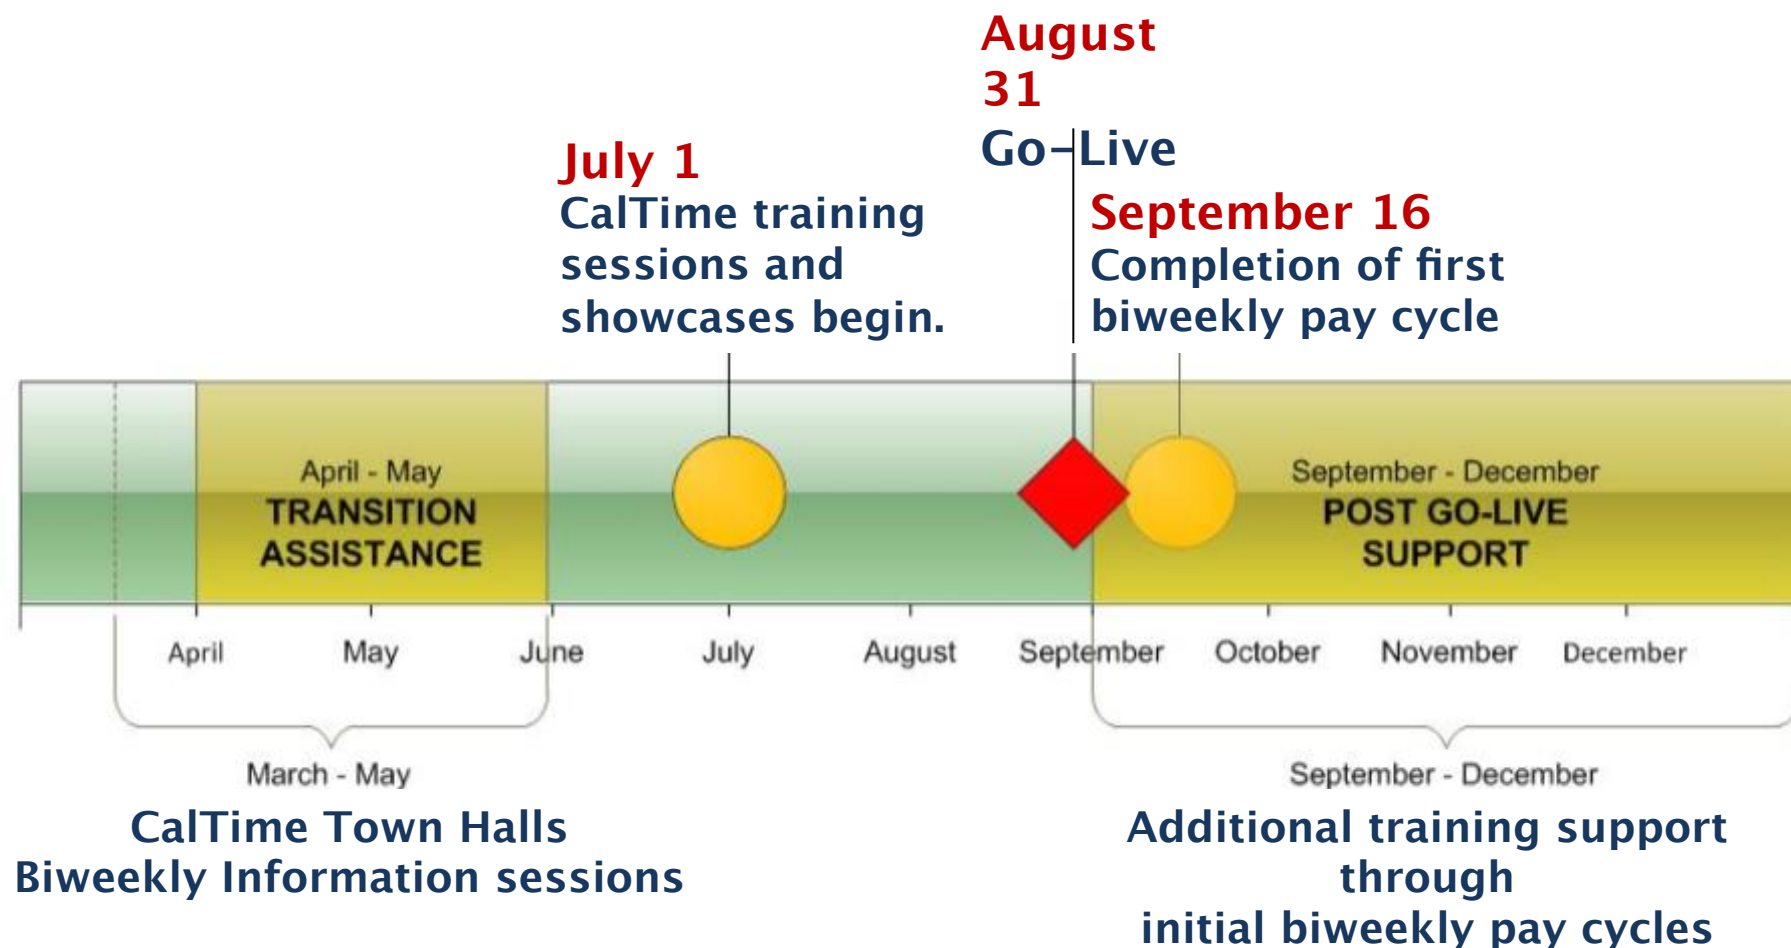 August
31
Go-Live
July 1
CalTime training
sessions and
showcases begin.
September 16
Completion of first
biweekly pay cycle
April - May
TRANSITION
ASSISTANCE
September - December
POST GO-LIVE
SUPPORT
April May June July August September October November December
March - May
CalTime Town Halls
Biweekly Information sessions
September - December
Additional training support
through
initial biweekly pay cycles